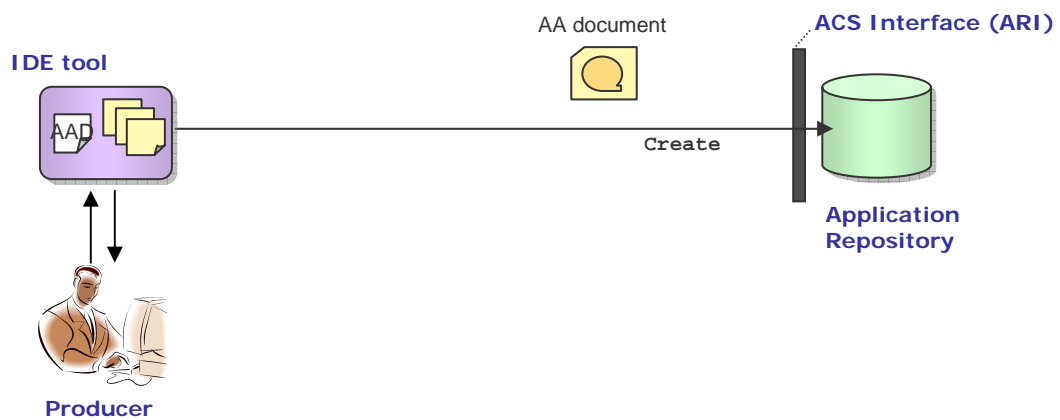 AA document
ACS Interface (ARI)
IDE tool
AAD
Create
Application
Repository
Producer